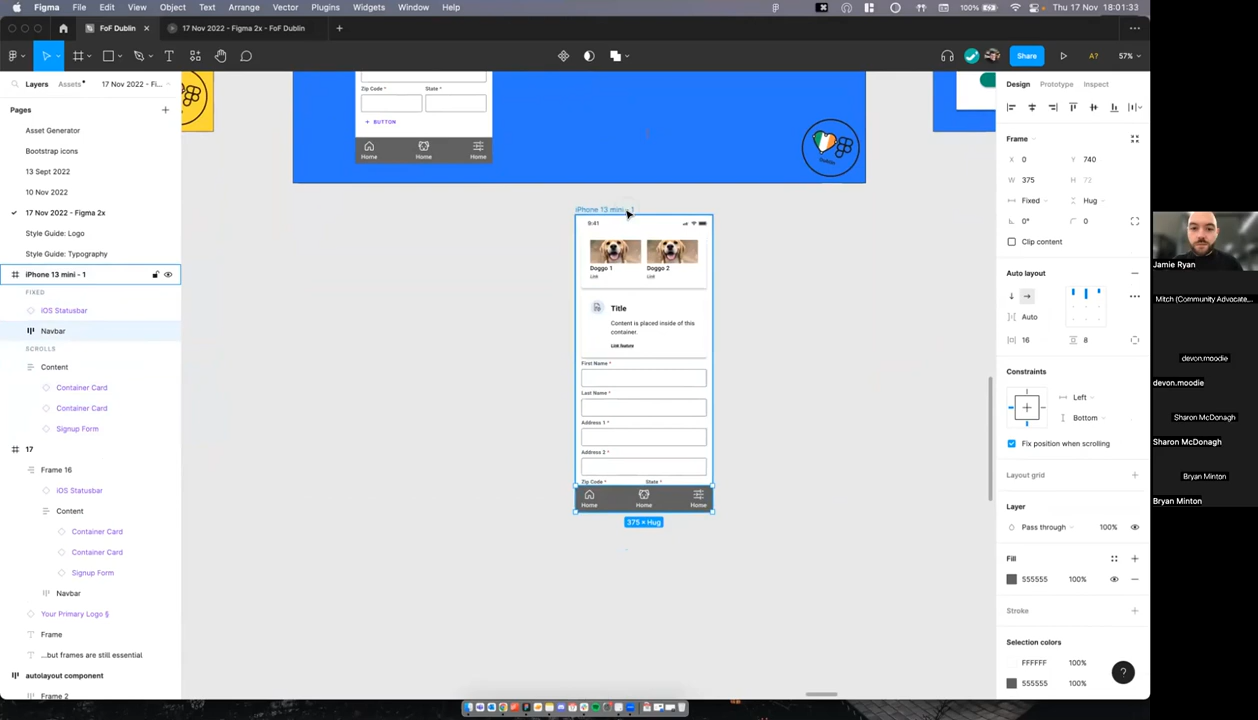 Figma File Edit View Object Text Arrange Vector Plugins Widgets Window Help 100% Thu 17 Nov 18:01:33
FoF Dublin 17 Nov 2022 - Figma 2x - FoF Dublin
Share A? 57%
Layers Assets 17 Nov 2022 - Fi...
Pages
Asset Generator
Bootstrap icons
13 Sept 2022
10 Nov 2022
17 Nov 2022 - Figma 2x
Style Guide: Logo
Style Guide: Typography
iPhone 13 mini - 1
FIXED
iOS Statusbar
Navbar
SCROLLS
Content
Container Card
Container Card
Signup Form
17
Frame 16
iOS Statusbar
Content
Container Card
Container Card
Signup Form
Navbar
Your Primary Logo §
Frame
...but frames are still essential
autolayout component
Frame 2
Zip Code * State *
+ BUTTON
Home Home Home
Dublin
iPhone 13 mini - 1
9:41
Doggo 1 Doggo 2
Link Link
Title
Content is placed inside of this
container.
Link feature
First Name *
Last Name *
Address 1 *
Address 2 *
Zip Code * State *
Home Home Home
375 × Hug
Design Prototype Inspect
Frame
X 0 Y 740
W 375 H 72
Fixed Hug
0° 0
Clip content
Auto layout
Auto
16 8
Constraints
Left
Bottom
Fix position when scrolling
Layout grid
Layer
Pass through 100%
Fill
555555 100%
Stroke
Selection colors
FFFFFF 100%
555555 100%
?
Jamie Ryan
Mitch (Community Advocate,...
devon.moodie
devon.moodie
Sharon McDonagh
Sharon McDonagh
Bryan Minton
Bryan Minton